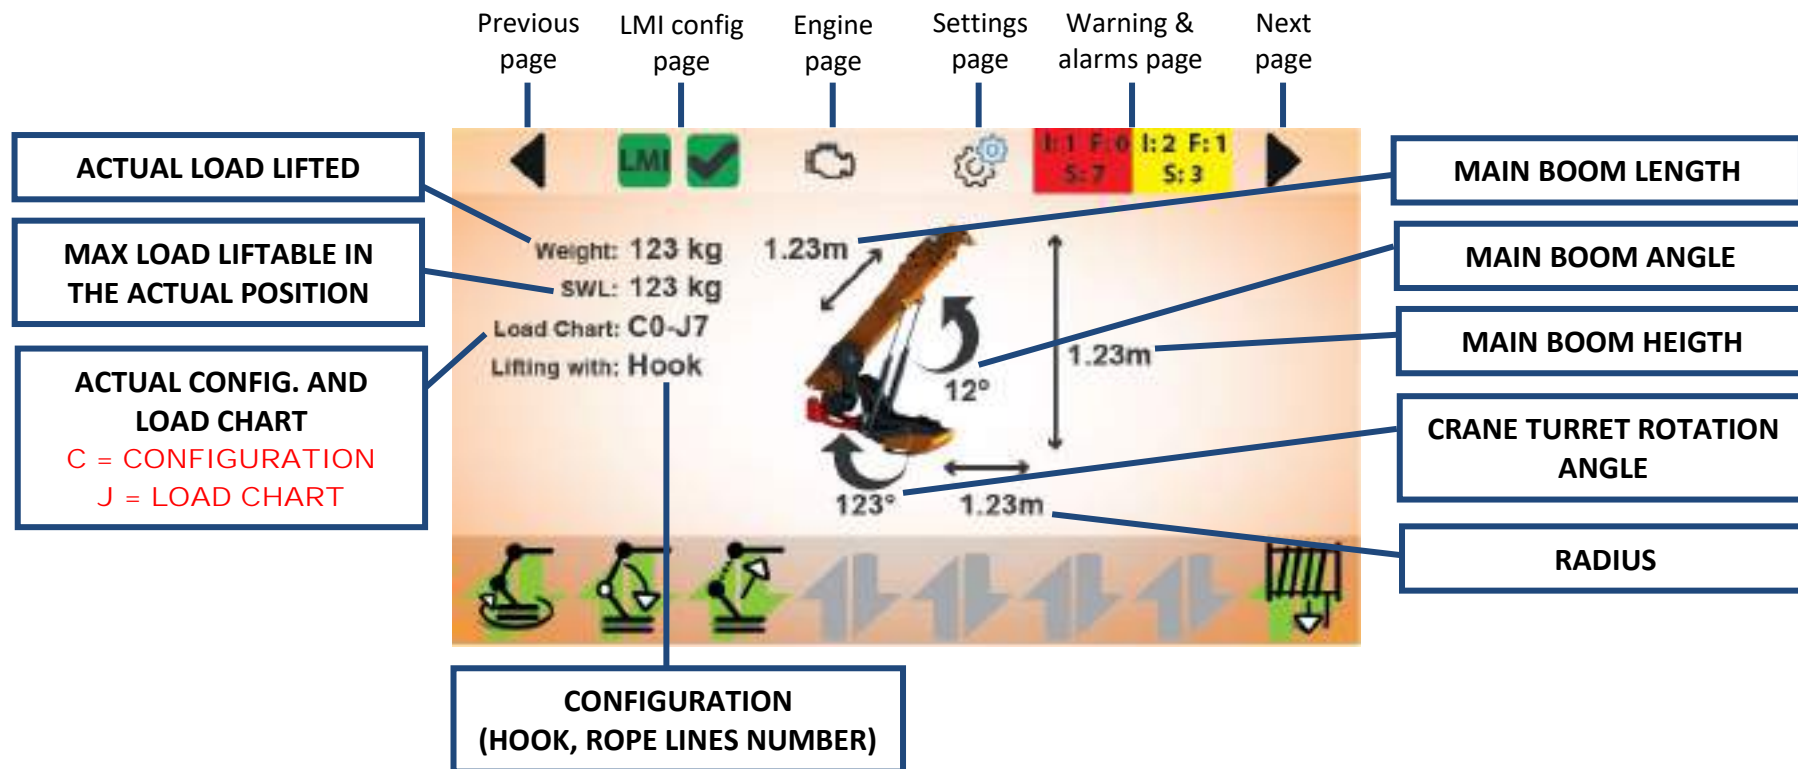 Previous page
LMI config page
Engine page
Settings page
Warning & alarms page
Next page
LMI
I: 1 F: 0
S: 7
I: 2 F: 1
S: 3
ACTUAL LOAD LIFTED
MAX LOAD LIFTABLE IN
THE ACTUAL POSITION
ACTUAL CONFIG. AND
LOAD CHART
C = CONFIGURATION
J = LOAD CHART
Weight: 123 kg
SWL: 123 kg
Load Chart: C0-J7
Lifting with: Hook
1.23m
12°
1.23m
123°
1.23m
MAIN BOOM LENGTH
MAIN BOOM ANGLE
MAIN BOOM HEIGTH
CRANE TURRET ROTATION
ANGLE
RADIUS
CONFIGURATION
(HOOK, ROPE LINES NUMBER)